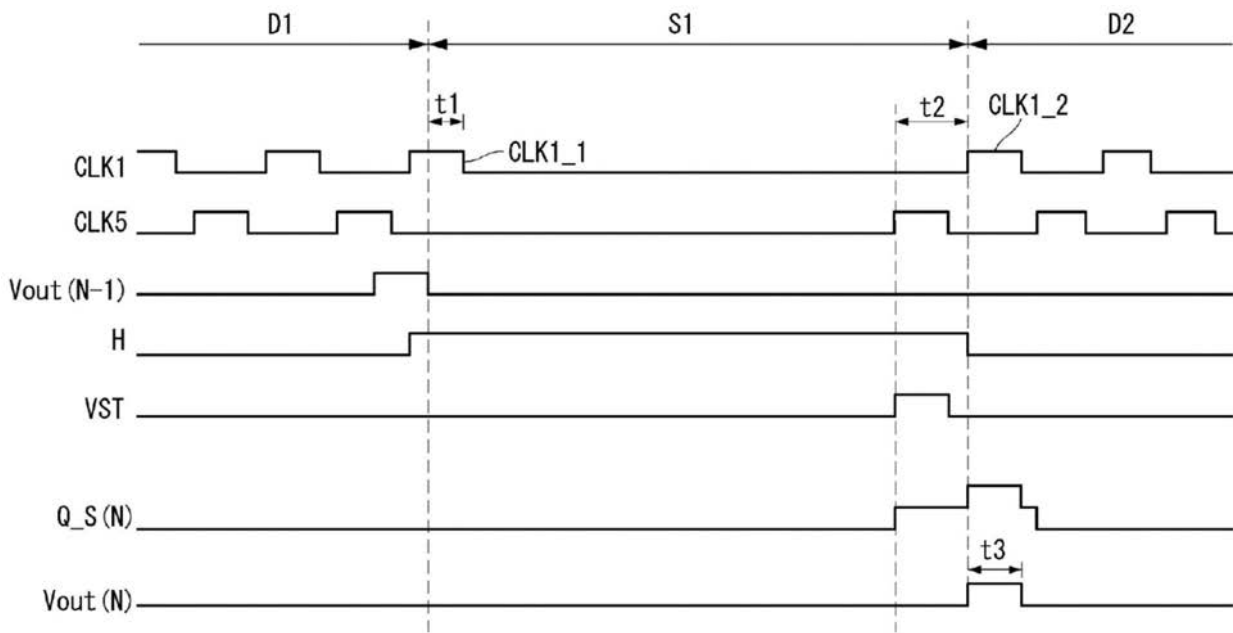 D1 S1 D2
t1 t2 CLK1_2
CLK1 CLK1_1
CLK5
Vout(N-1)
H
VST
Q_S(N)
t3
Vout(N)